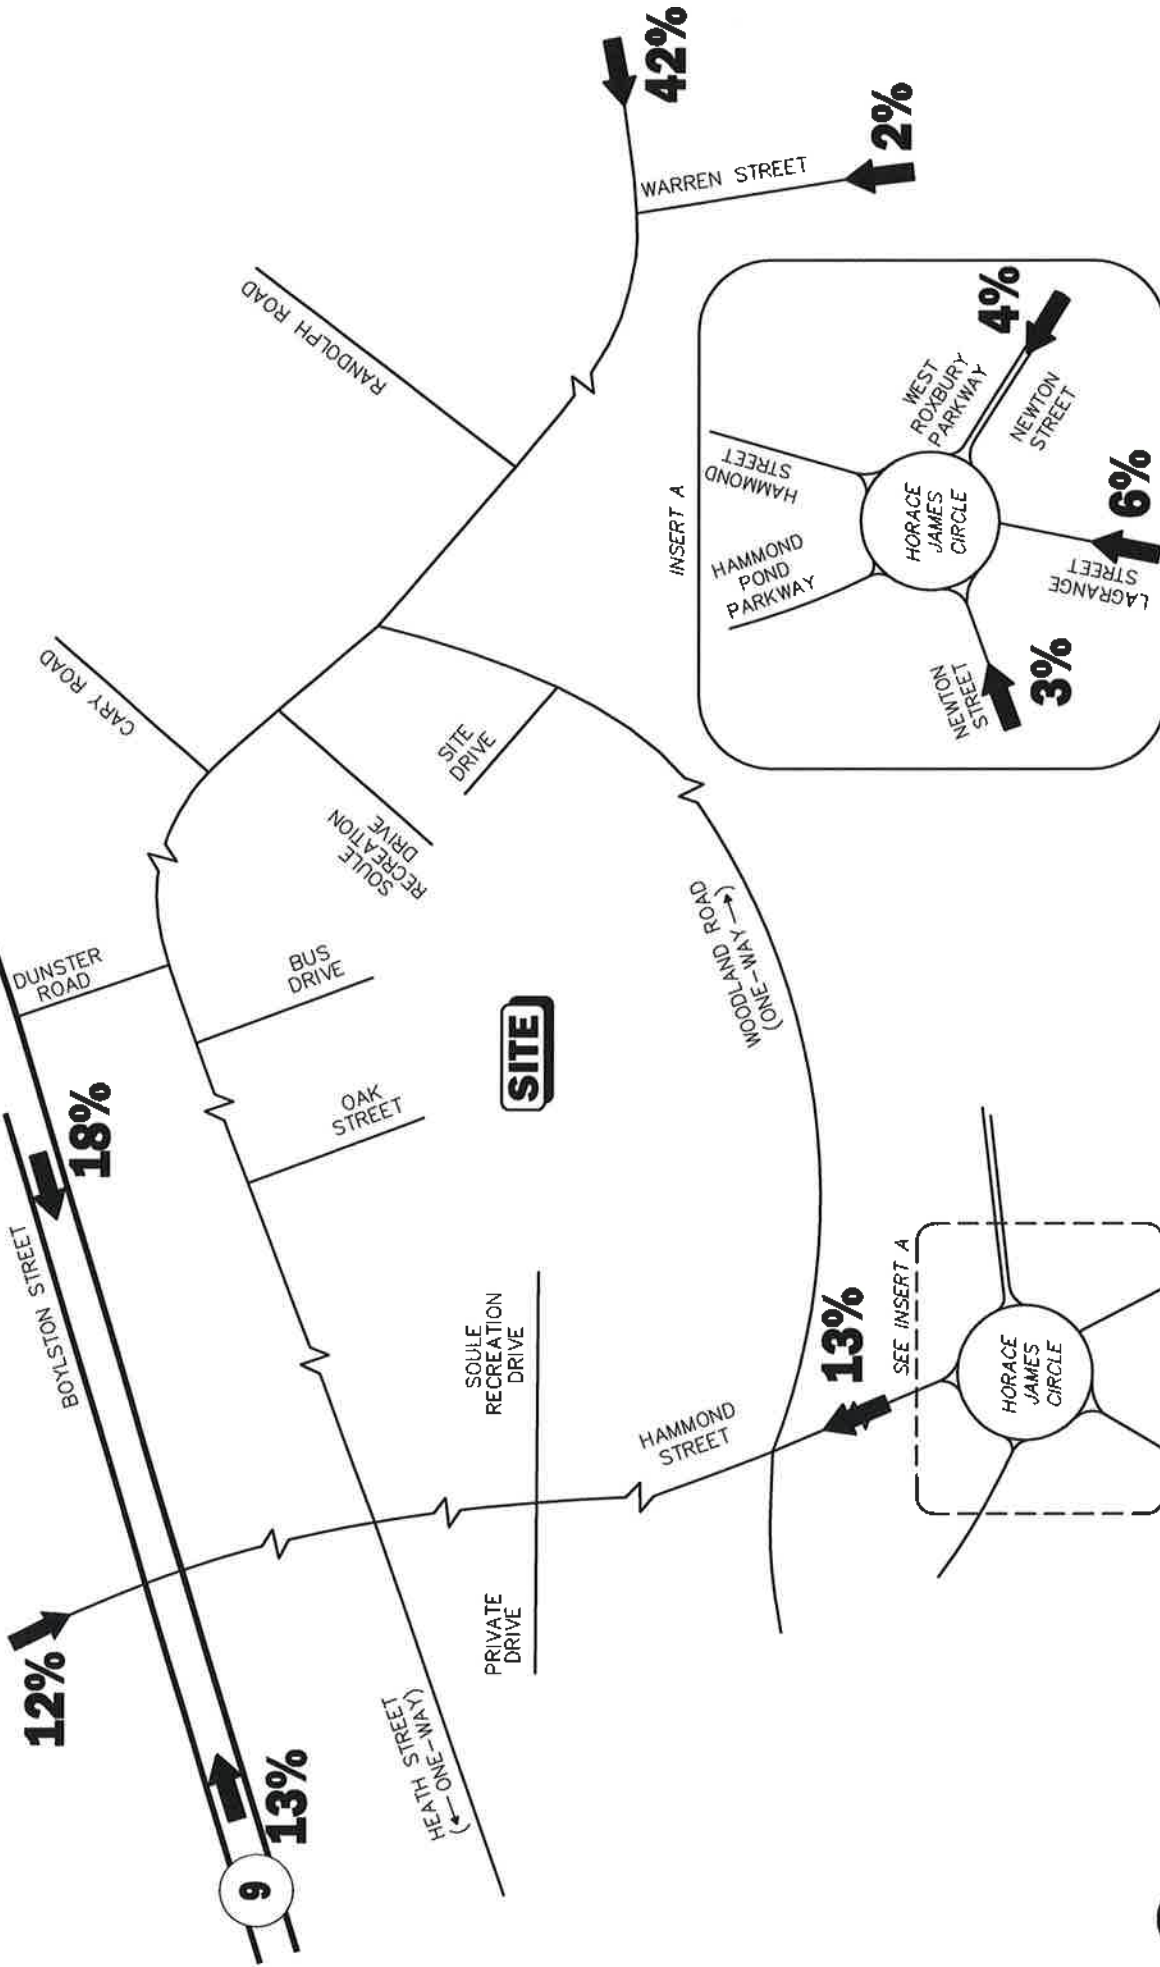 42%
2%
WARREN STREET
RANDOLPH ROAD
CARY ROAD
SOULE
RECREATION
DRIVE
SITE
DRIVE
DUNSTER
ROAD
BUS
DRIVE
OAK
STREET
18%
BOYLSTON STREET
SITE
WOODLAND ROAD
(ONE-WAY→)
12%
13%
9
HEATH STREET
(←ONE-WAY)
PRIVATE
DRIVE
SOULE
RECREATION
DRIVE
HAMMOND
STREET
13%
SEE INSERT A
HORACE
JAMES
CIRCLE
INSERT A
HAMMOND
POND
PARKWAY
HAMMOND
STREET
WEST
ROXBURY
PARKWAY
4%
NEWTON
STREET
HORACE
JAMES
CIRCLE
NEWTON
STREET
3%
LAGRANGE
STREET
6%